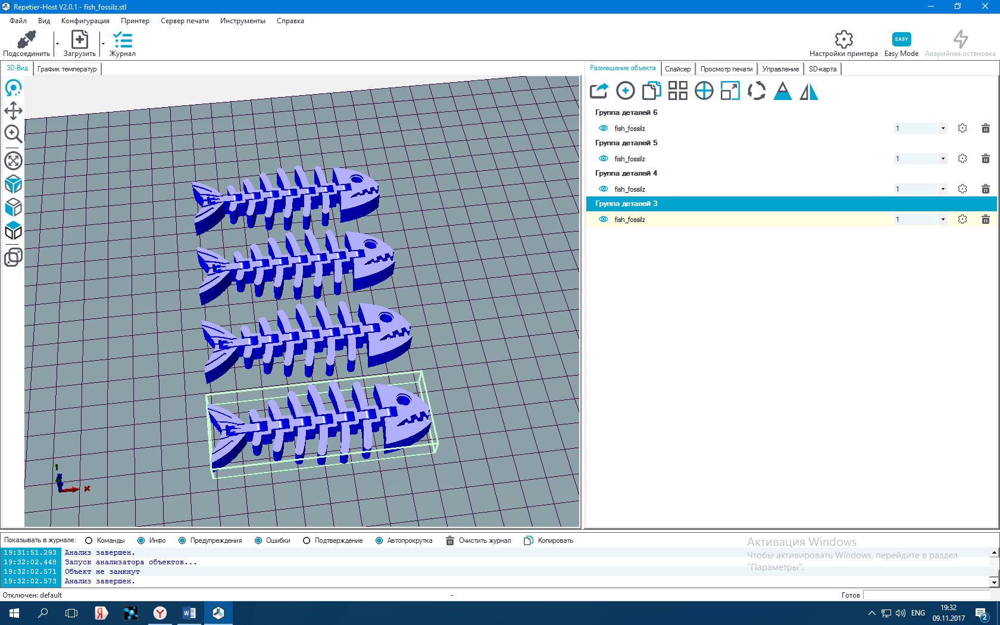 Repetier-Host V2.0.1 - fish_fossilz.stl
Файл Вид Конфигурация Принтер Сервер печати Инструменты Справка
Подсоединить Загрузить Журнал EASY
Настройки принтера Easy Mode Аварийная остановка
3D-Вид График температур
Размещение объекта Слайсер Просмотр печати Управление SD-карта
Группа деталей 6
fish_fossilz 1
Группа деталей 5
fish_fossilz 1
Группа деталей 4
fish_fossilz 1
Группа деталей 3
fish_fossilz 1
x
Показывать в журнале: Команды Инфо Предупреждения Ошибки Подтверждение Автопрокрутка Очистить журнал Копировать
19:31:51.293 Анализ завершен.
19:32:02.448 Запуск анализатора объектов...
19:32:02.571 Объект не замкнут
19:32:02.573 Анализ завершен.
Активация Windows
Чтобы активировать Windows, перейдите в раздел
"Параметры".
Отключен: default - Готов
ENG 19:32
09.11.2017 2